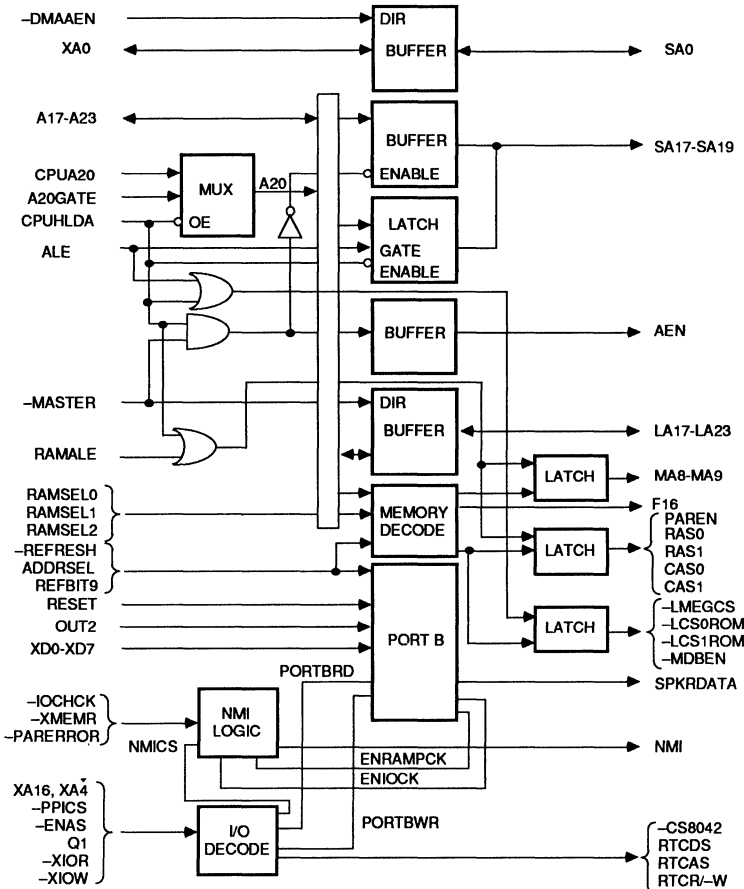 –DMAAEN
DIR
XA0
BUFFER
SA0
A17-A23
BUFFER
SA17-SA19
CPUA20
MUX
A20
ENABLE
A20GATE
CPUHLDA
OE
LATCH
ALE
GATE
ENABLE
BUFFER
AEN
–MASTER
DIR
BUFFER
LA17-LA23
RAMALE
LATCH
MA8-MA9
RAMSEL0
RAMSEL1
RAMSEL2
MEMORY
DECODE
F16
PAREN
RAS0
RAS1
CAS0
CAS1
LATCH
–REFRESH
ADDRSEL
REFBIT9
RESET
OUT2
XD0-XD7
PORT B
LATCH
–LMEGCS
–LCS0ROM
–LCS1ROM
–MDBEN
PORTBRD
SPKRDATA
–IOCHCK
–XMEMR
–PARERROR
NMI
LOGIC
NMICS
NMI
ENRAMPCK
ENIOCK
XA16, XA4
–PPICS
–ENAS
Q1
–XIOR
–XIOW
I/O
DECODE
PORTBWR
–CS8042
RTCDS
RTCAS
RTCR/–W